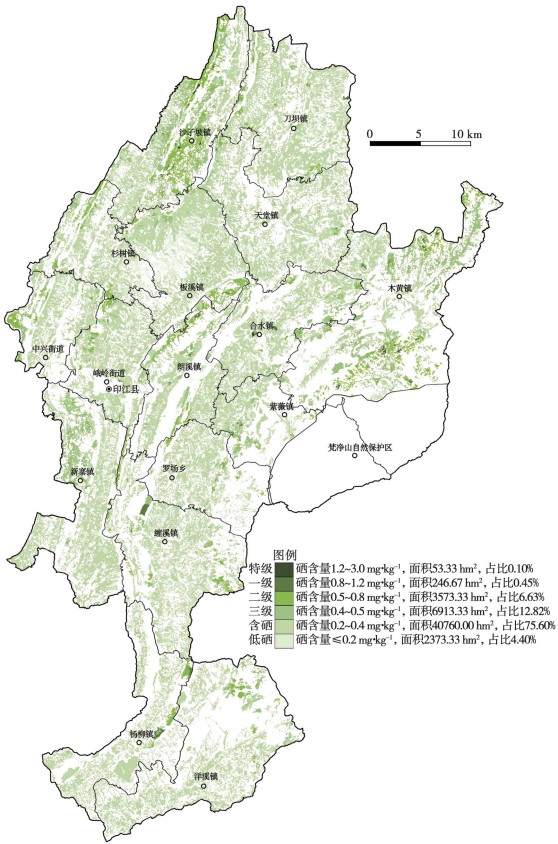 刀坝镇
沙子坡镇
0 5 10 km
天堂镇
杉树镇
板溪镇
木黄镇
合水镇
中兴街道
峨岭街道
朗溪镇
印江县
紫薇镇
梵净山自然保护区
新寨镇
罗场乡
缠溪镇
图例
特级 硒含量1.2~3.0 mg·kg⁻¹, 面积53.33 hm², 占比0.10%
一级 硒含量0.8~1.2 mg·kg⁻¹, 面积246.67 hm², 占比0.45%
二级 硒含量0.5~0.8 mg·kg⁻¹, 面积3573.33 hm², 占比6.63%
三级 硒含量0.4~0.5 mg·kg⁻¹, 面积6913.33 hm², 占比12.82%
含硒 硒含量0.2~0.4 mg·kg⁻¹, 面积40760.00 hm², 占比75.60%
低硒 硒含量≤0.2 mg·kg⁻¹, 面积2373.33 hm², 占比4.40%
杨柳镇
洋溪镇